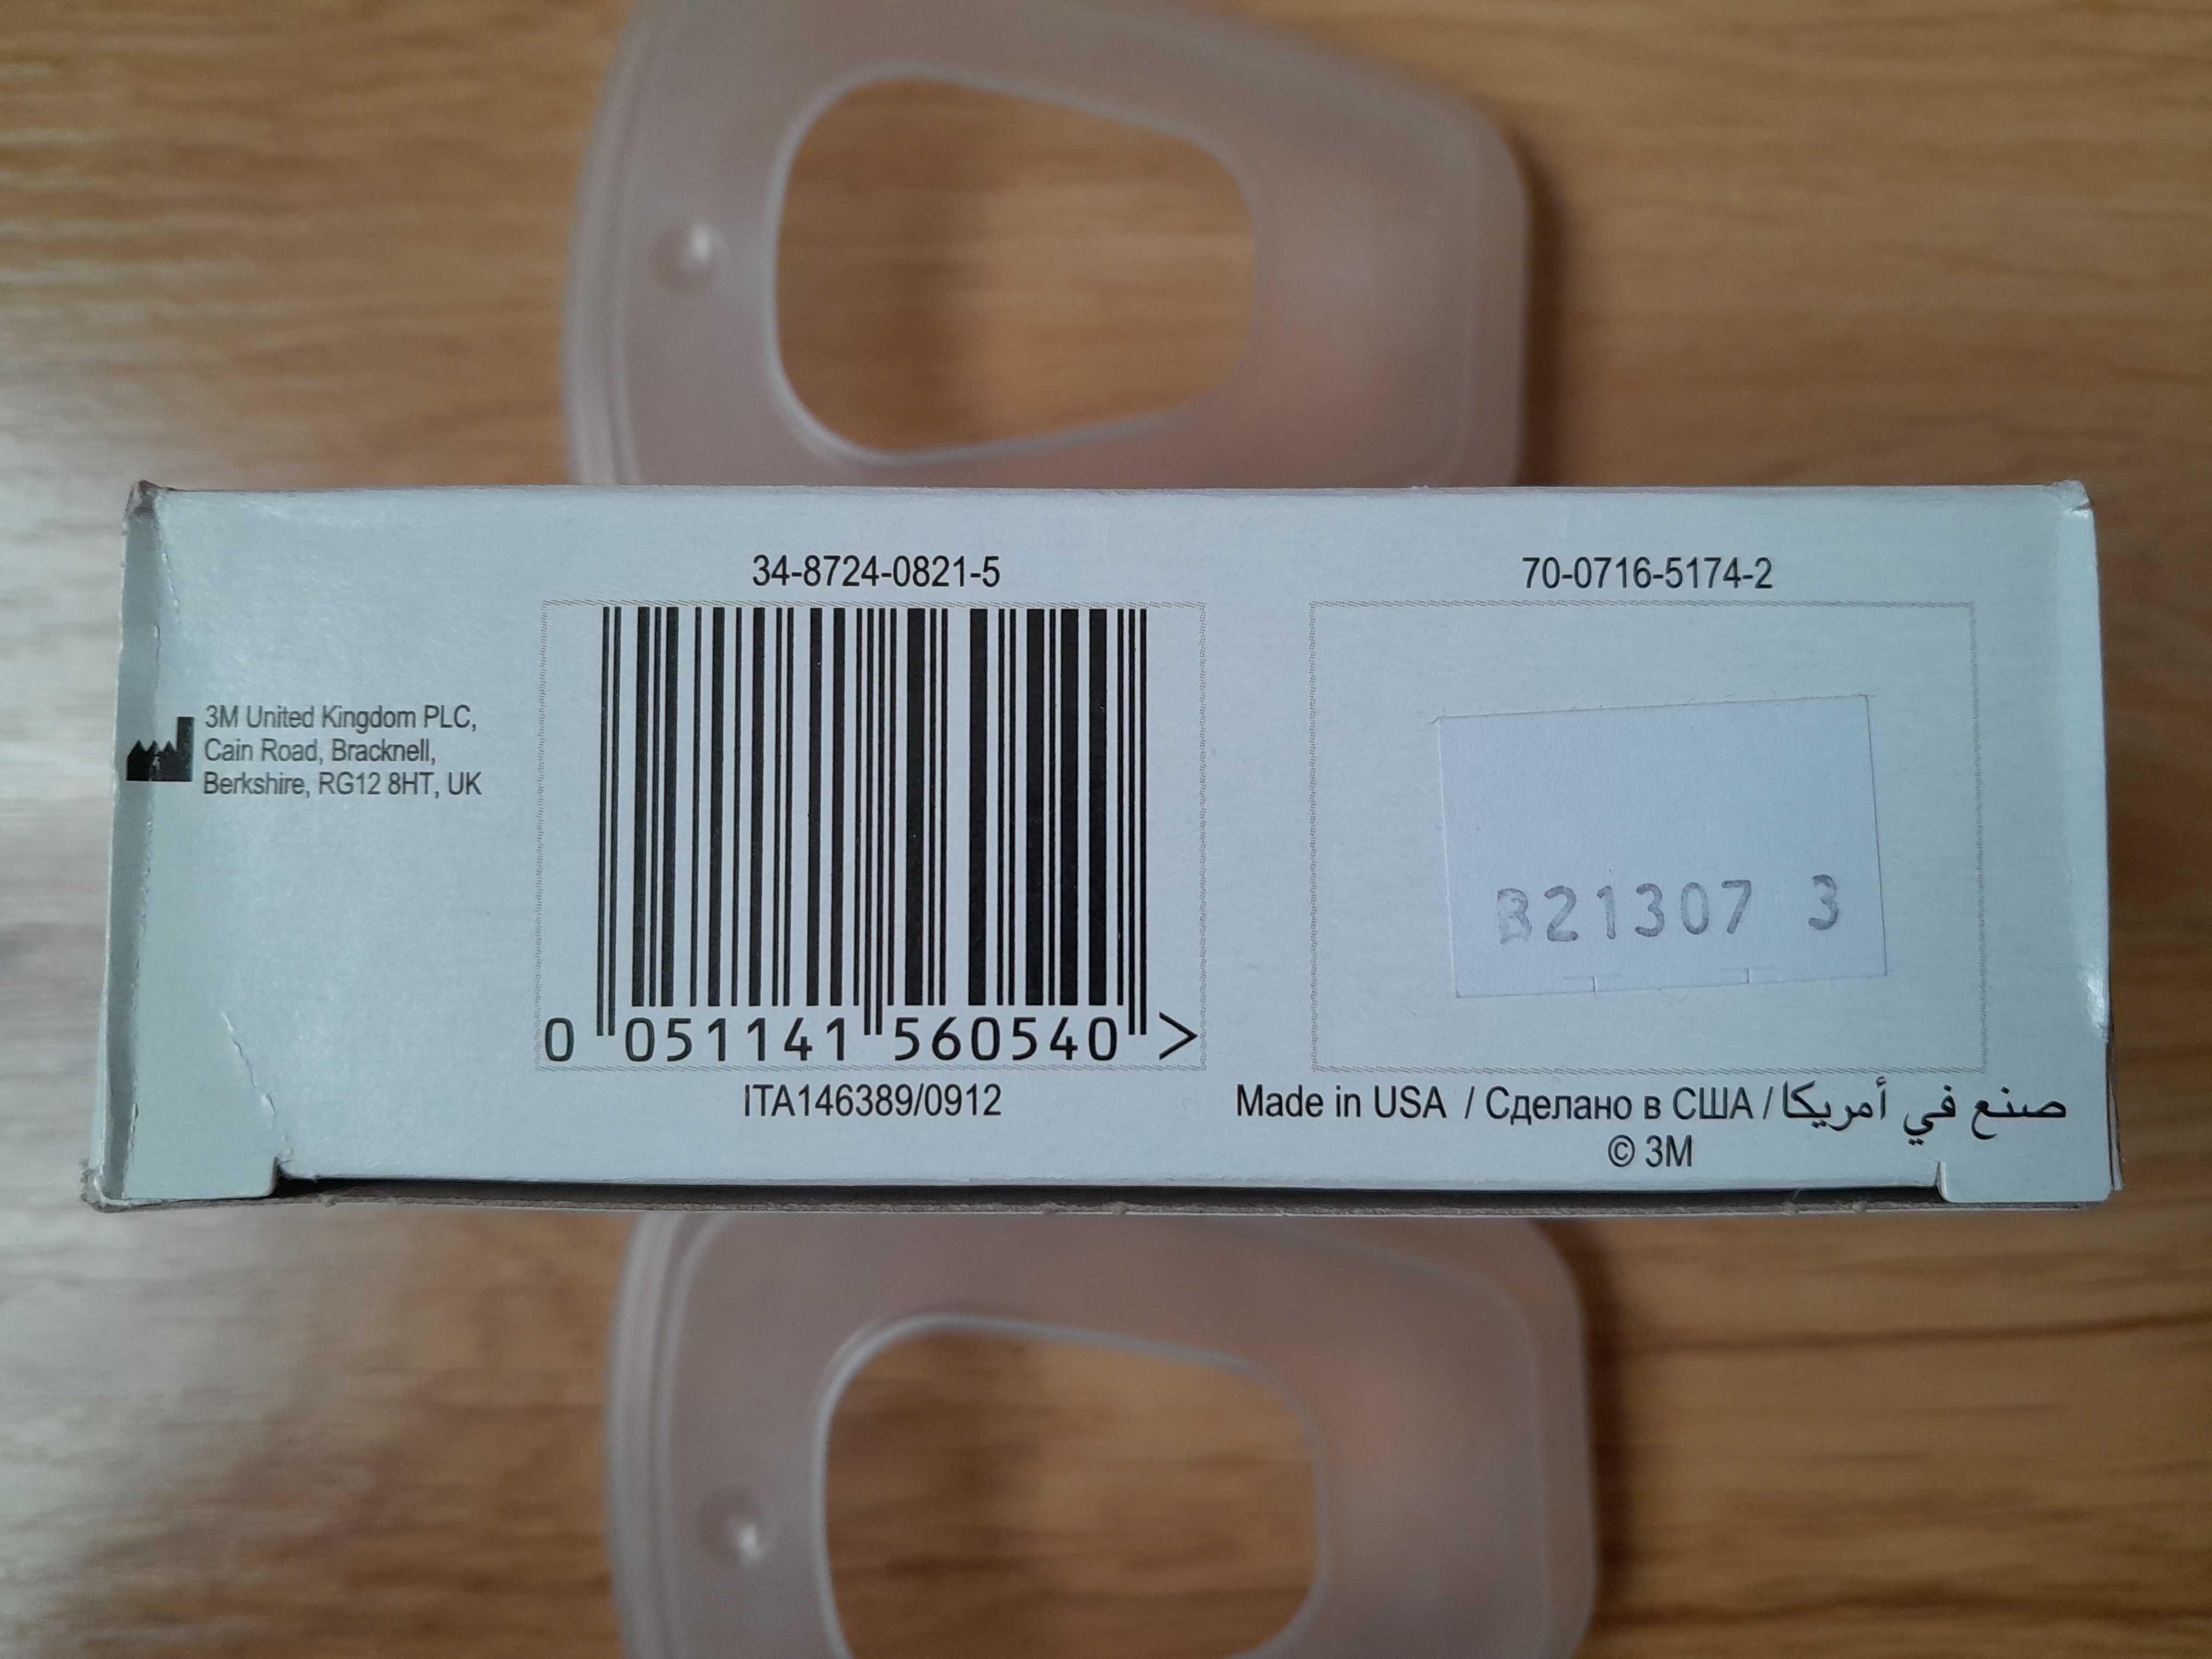 34-8724-0821-5
70-0716-5174-2
3M United Kingdom PLC,
Cain Road, Bracknell,
Berkshire, RG12 8HT, UK
0 051141 560540 >
B21307 3
ITA146389/0912
Made in USA / Сделано в США / صنع في أمريكا
© 3M